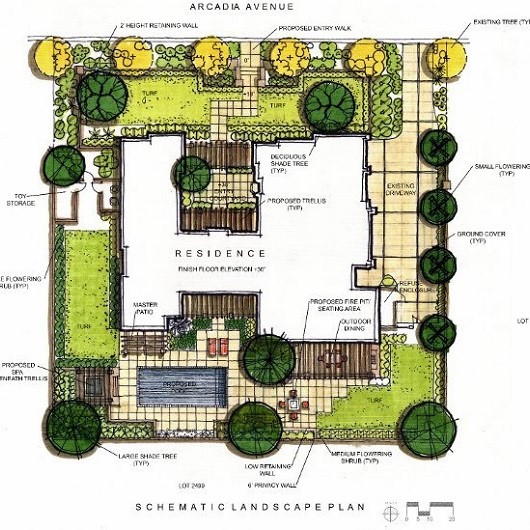 ARCADIA AVENUE
2' HEIGHT RETAINING WALL
PROPOSED ENTRY WALK
EXISTING TREE
TURF
TURF
DECIDUOUS
SHADE TREE
(TYP)
SMALL FLOWERING
(TYP)
TOY
STORAGE
EXISTING
DRIVEWAY
PROPOSED TRELLIS
(TYP)
GROUND COVER
(TYP)
RESIDENCE
FINISH FLOOR ELEVATION +36"
FLOWERING
(TYP)
REFUSE
ENCLOSURE
MASTER
PATIO
PROPOSED FIRE PIT/
SEATING AREA
OUTDOOR
DINING
LOT
TURF
PROPOSED
SPA
TRELLIS
PROPOSED
TURF
LARGE SHADE TREE
(TYP)
LOW RETAINING
WALL
MEDIUM FLOWERING
SHRUB (TYP)
LOT 2499
6' PRIVACY WALL
SCHEMATIC LANDSCAPE PLAN
0 5 10 20